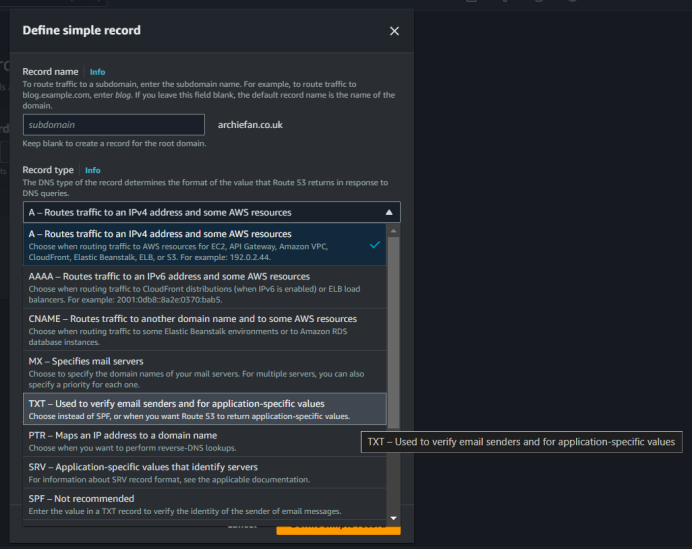 Define simple record
Record name Info
To route traffic to a subdomain, enter the subdomain name. For example, to route traffic to
blog.example.com, enter blog. If you leave this field blank, the default record name is the name of the
domain.
subdomain archiefan.co.uk
Keep blank to create a record for the root domain.
Record type Info
The DNS type of the record determines the format of the value that Route 53 returns in response to
DNS queries.
A – Routes traffic to an IPv4 address and some AWS resources
A – Routes traffic to an IPv4 address and some AWS resources
Choose when routing traffic to AWS resources for EC2, API Gateway, Amazon VPC,
CloudFront, Elastic Beanstalk, ELB, or S3. For example: 192.0.2.44.
AAAA – Routes traffic to an IPv6 address and some AWS resources
Choose when routing traffic to CloudFront distributions (when IPv6 is enabled) or ELB load
balancers. For example: 2001:0db8::8a2e:0370:bab5.
CNAME – Routes traffic to another domain name and to some AWS resources
Choose when routing traffic to some Elastic Beanstalk environments or to Amazon RDS
database instances.
MX – Specifies mail servers
Choose to specify the domain names of your mail servers. For multiple servers, you can also
specify a priority for each one.
TXT – Used to verify email senders and for application-specific values
Choose instead of SPF, or when you want Route 53 to return application-specific values.
TXT – Used to verify email senders and for application-specific values
PTR – Maps an IP address to a domain name
Choose when you want to perform reverse-DNS lookups.
SRV – Application-specific values that identify servers
For information about SRV record format, see the applicable documentation.
SPF – Not recommended
Enter the value in a TXT record to verify the identity of the sender of email messages.